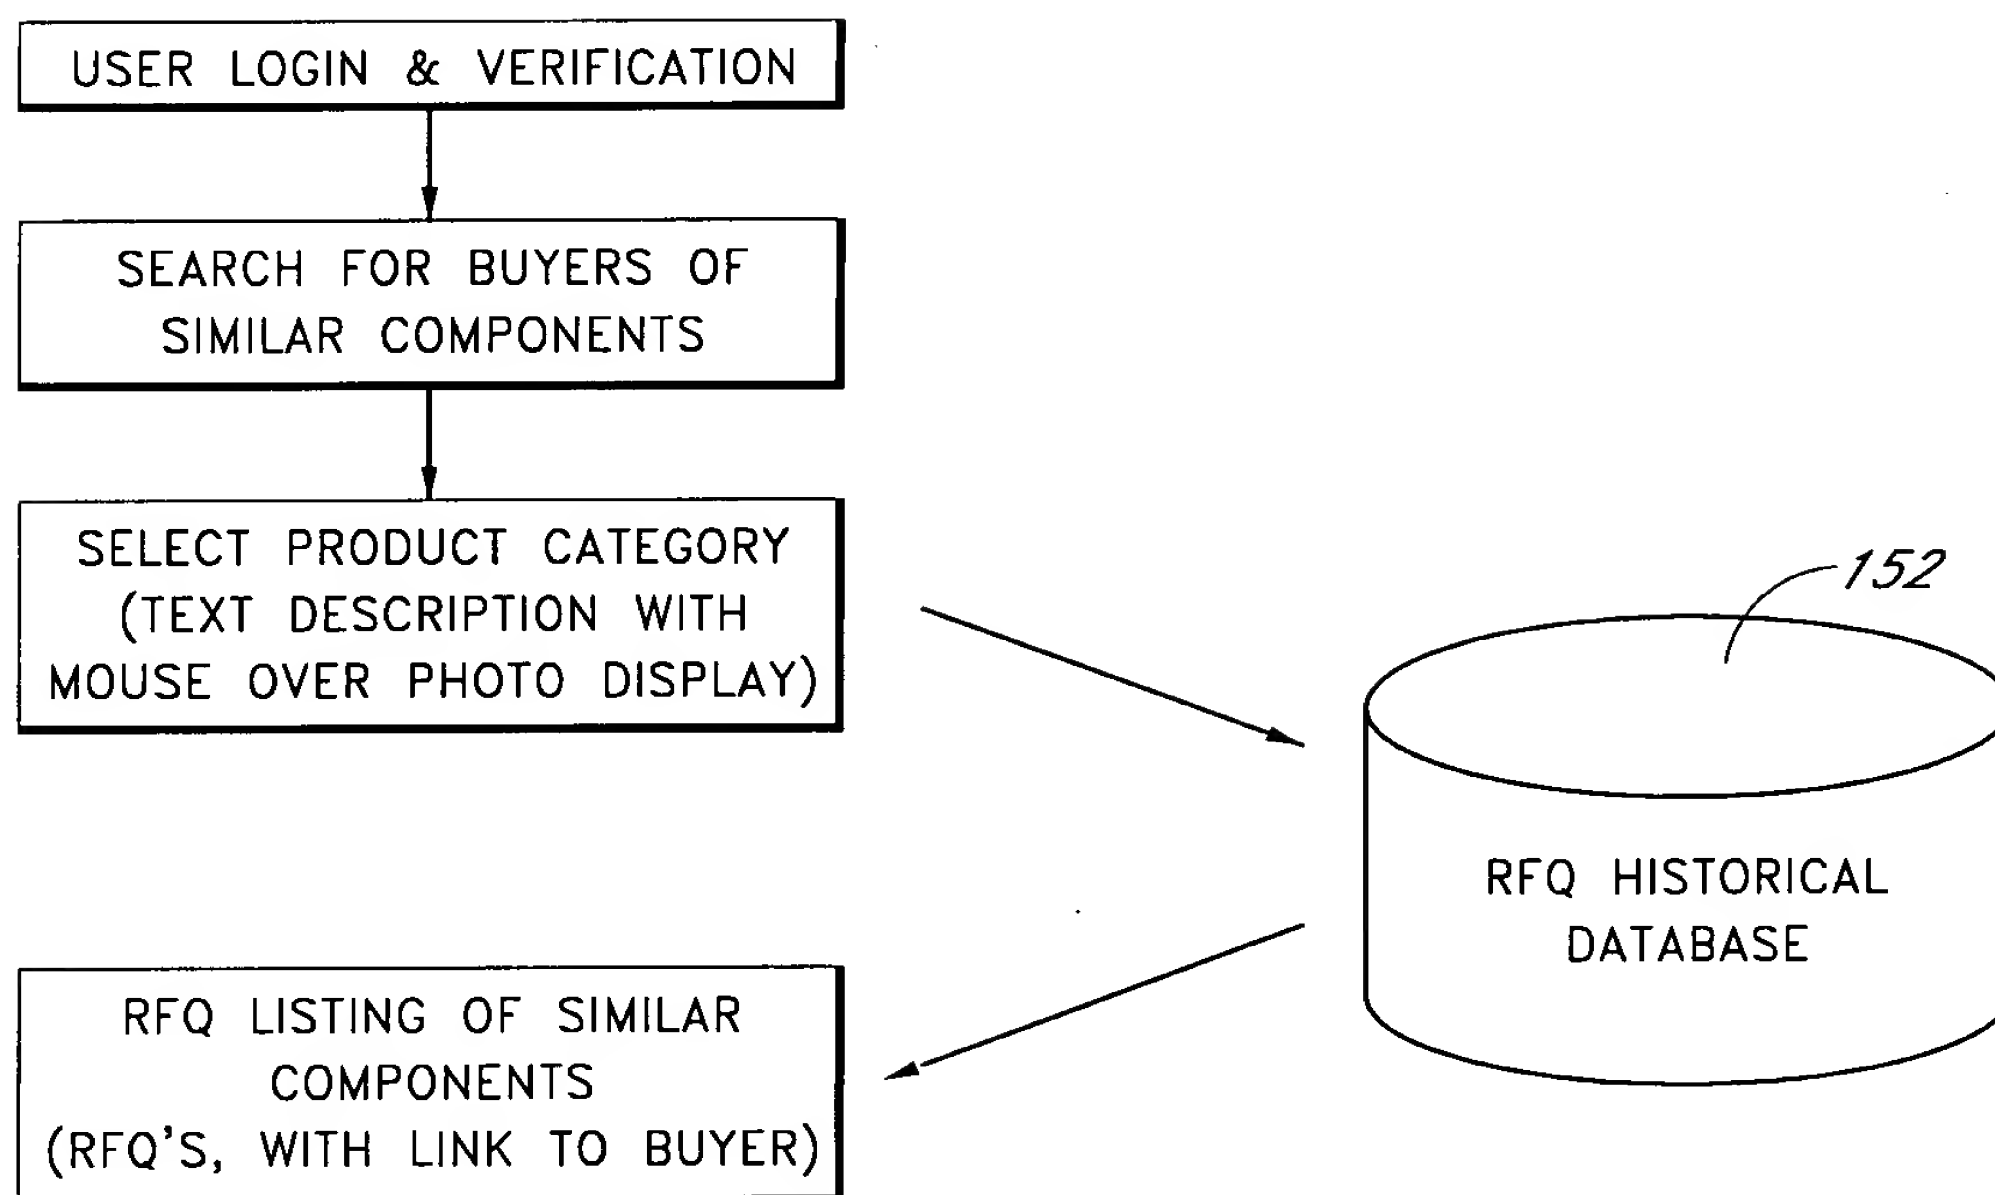 USER LOGIN & VERIFICATION
SEARCH FOR BUYERS OF
SIMILAR COMPONENTS
SELECT PRODUCT CATEGORY
(TEXT DESCRIPTION WITH
MOUSE OVER PHOTO DISPLAY)
152
RFQ HISTORICAL
DATABASE
RFQ LISTING OF SIMILAR
COMPONENTS
(RFQ'S, WITH LINK TO BUYER)